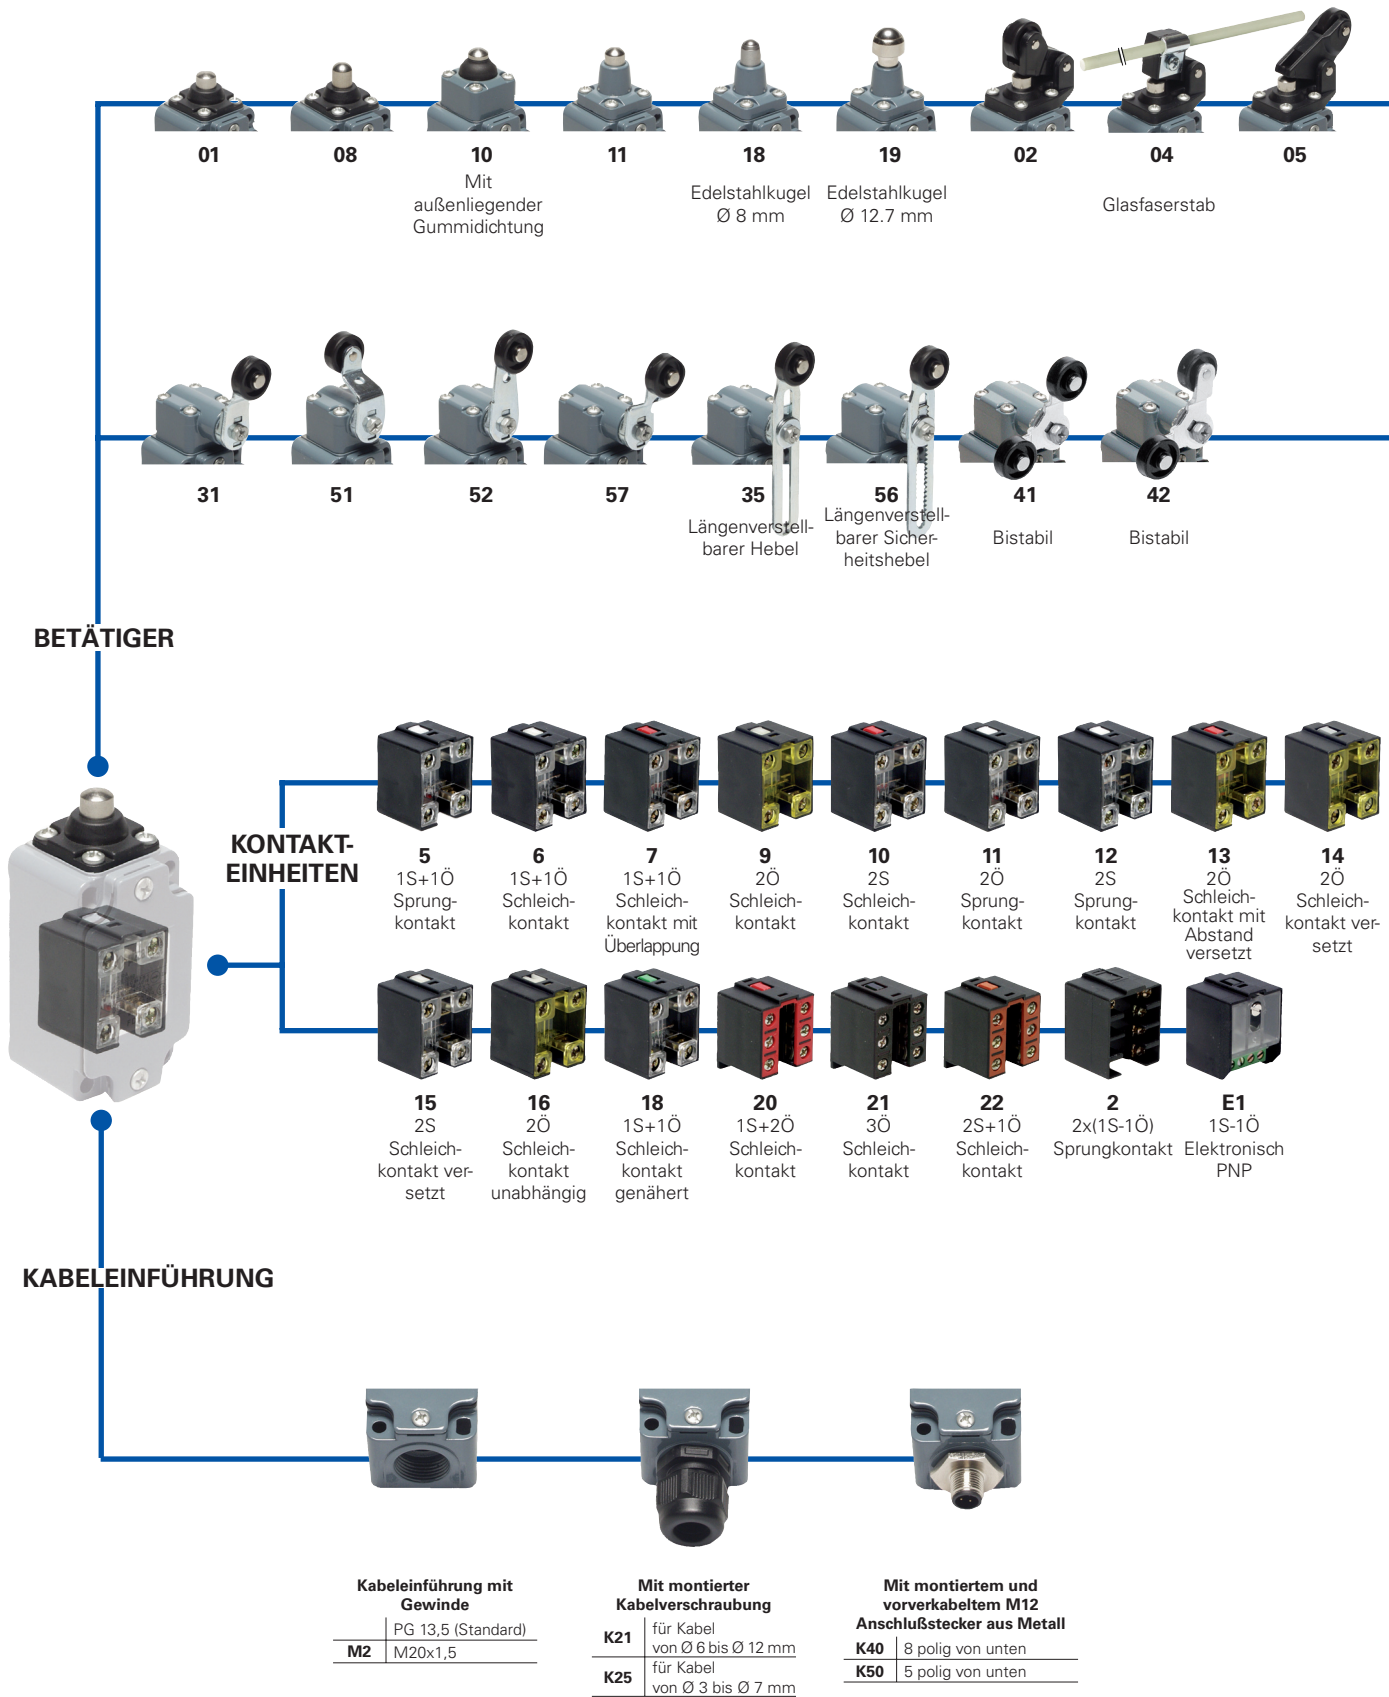 01
08
10
11
18
19
02
04
05
Mit
außenliegender
Gummidichtung
Edelstahlkugel
Ø 8 mm
Edelstahlkugel
Ø 12.7 mm
Glasfaserstab
31
51
52
57
35
56
41
42
Längenverstell-
barer Hebel
Längenverstell-
barer Sicher-
heitshebel
Bistabil
Bistabil
BETÄTIGER
KONTAKT-
EINHEITEN
5
1S+1Ö
Sprung-
kontakt
6
1S+1Ö
Schleich-
kontakt
7
1S+1Ö
Schleich-
kontakt mit
Überlappung
9
2Ö
Schleich-
kontakt
10
2S
Schleich-
kontakt
11
2Ö
Sprung-
kontakt
12
2S
Sprung-
kontakt
13
2Ö
Schleich-
kontakt mit
Abstand
versetzt
14
2Ö
Schleich-
kontakt ver-
setzt
15
2S
Schleich-
kontakt ver-
setzt
16
2Ö
Schleich-
kontakt
unabhängig
18
1S+1Ö
Schleich-
kontakt
genähert
20
1S+2Ö
Schleich-
kontakt
21
3Ö
Schleich-
kontakt
22
2S+1Ö
Schleich-
kontakt
2
2x(1S-1Ö)
Sprungkontakt
E1
1S-1Ö
Elektronisch
PNP
KABELEINFÜHRUNG
Kabeleinführung mit
Gewinde
PG 13,5 (Standard)
M2 M20x1,5
Mit montierter
Kabelverschraubung
K21 für Kabel
von Ø 6 bis Ø 12 mm
K25 für Kabel
von Ø 3 bis Ø 7 mm
Mit montiertem und
vorverkabeltem M12
Anschlußstecker aus Metall
K40 8 polig von unten
K50 5 polig von unten